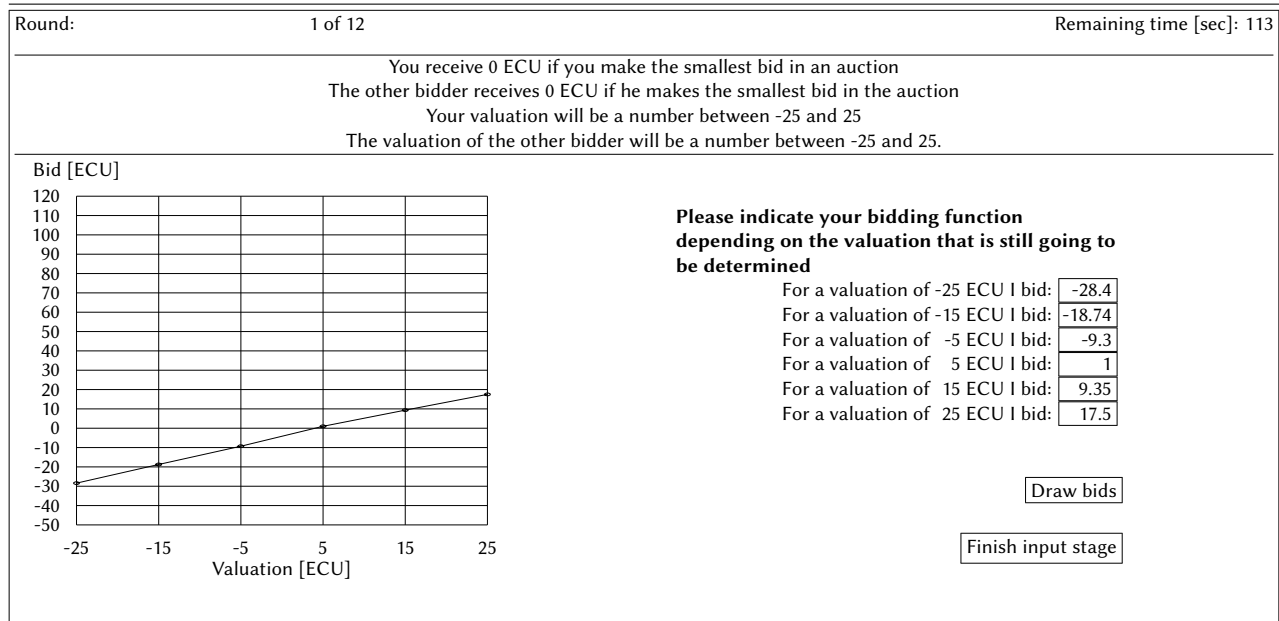 Round: 1 of 12 Remaining time [sec]: 113
You receive 0 ECU if you make the smallest bid in an auction
The other bidder receives 0 ECU if he makes the smallest bid in the auction
Your valuation will be a number between -25 and 25
The valuation of the other bidder will be a number between -25 and 25.
Bid [ECU]
120
110
100
90
80
70
60
50
40
30
20
10
0
-10
-20
-30
-40
-50
-25 -15 -5 5 15 25
Valuation [ECU]
Please indicate your bidding function
depending on the valuation that is still going to
be determined
For a valuation of -25 ECU I bid: -28.4
For a valuation of -15 ECU I bid: -18.74
For a valuation of -5 ECU I bid: -9.3
For a valuation of 5 ECU I bid: 1
For a valuation of 15 ECU I bid: 9.35
For a valuation of 25 ECU I bid: 17.5
Draw bids
Finish input stage